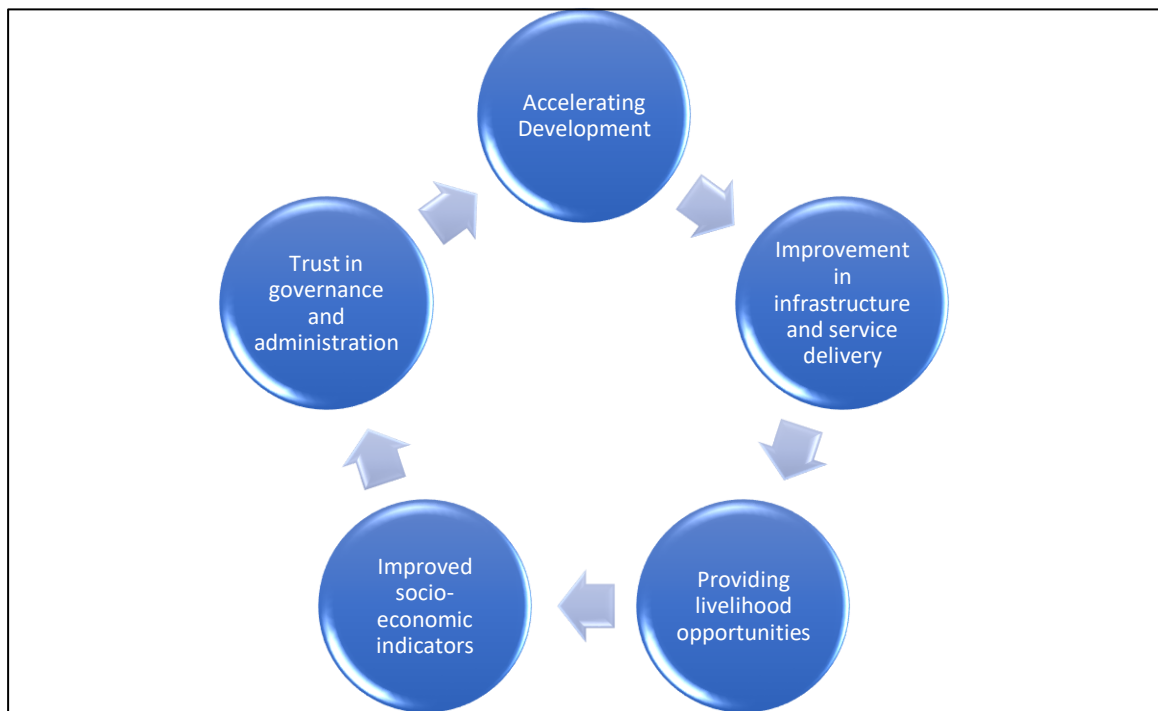 Accelerating
Development
Improvement
in
infrastructure
and service
delivery
Providing
livelihood
opportunities
Improved
socio-
economic
indicators
Trust in
governance
and
administration